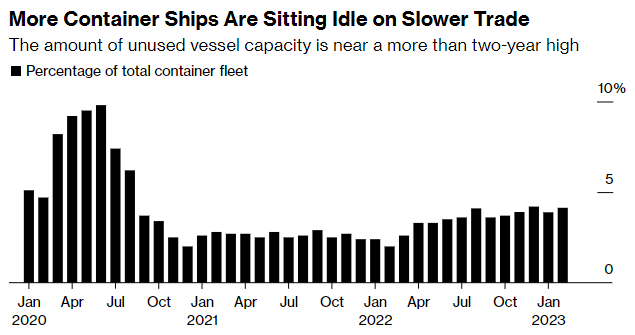 More Container Ships Are Sitting Idle on Slower Trade
The amount of unused vessel capacity is near a more than two-year high
Percentage of total container fleet
10%
5
0
Jan Apr Jul Oct Jan Apr Jul Oct Jan Apr Jul Oct Jan
2020 2021 2022 2023